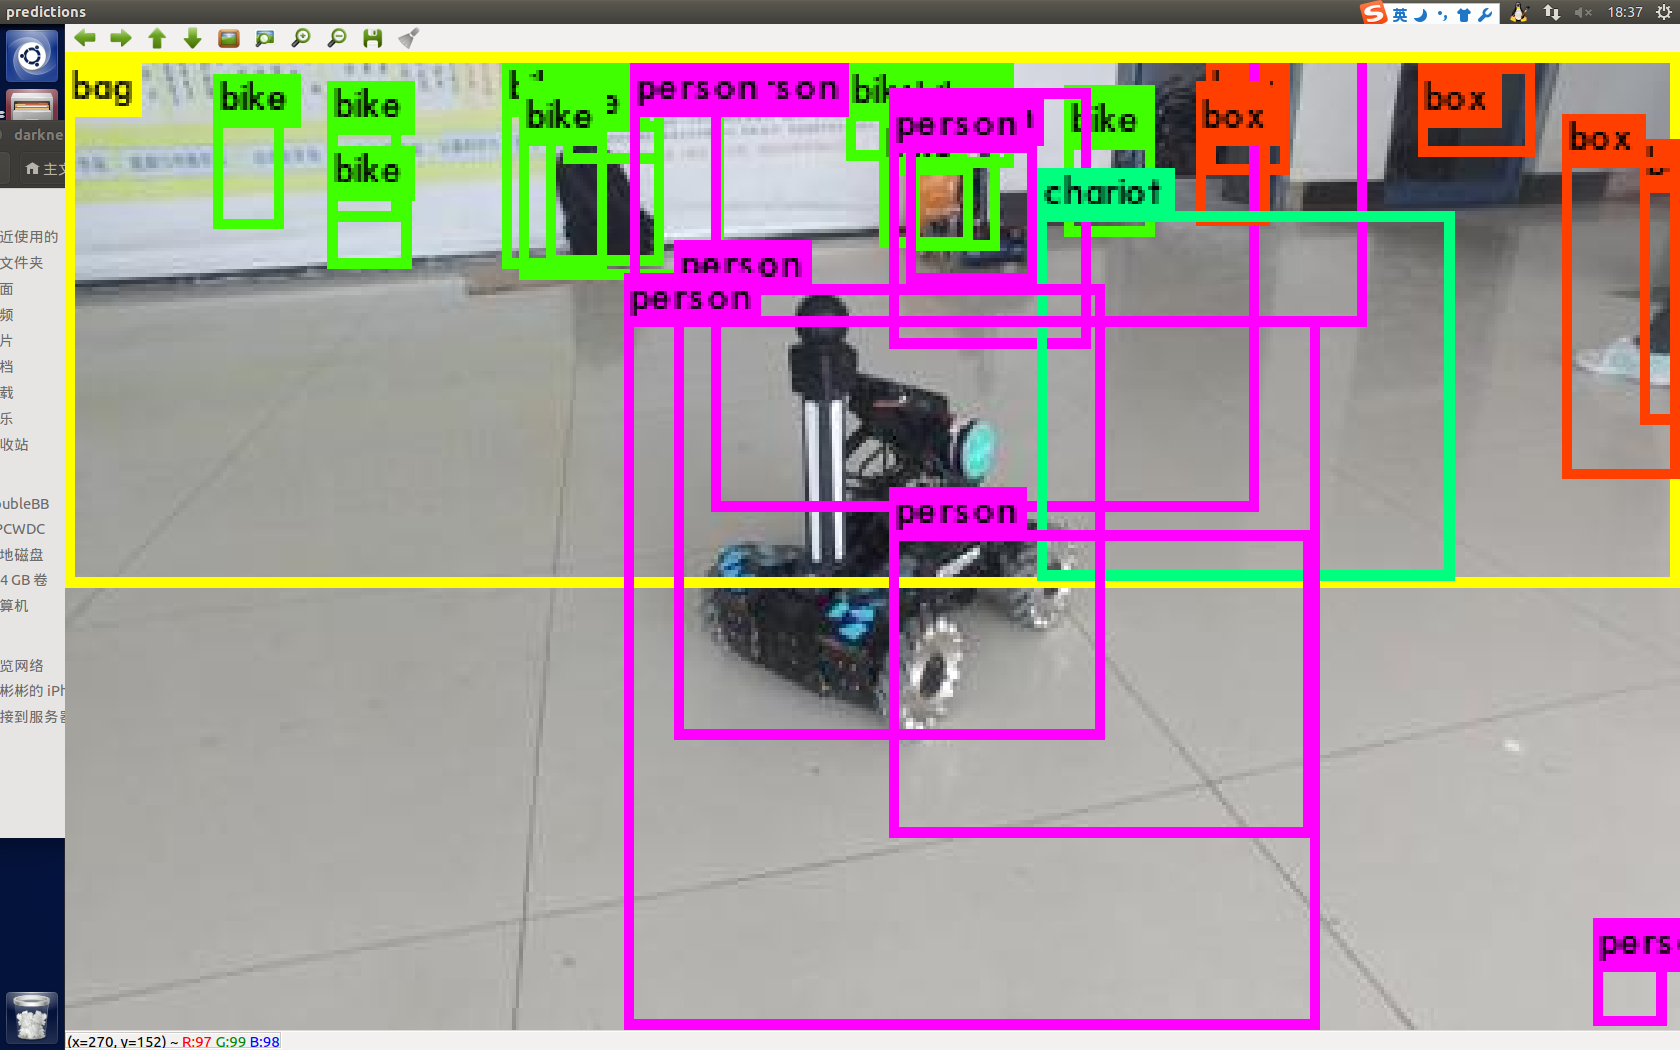 predictions
英
18:37
bag
bike
bike
bike
bike
person
person
bike
box
box
box
chariot
person
person
person
pers
darkne
主文
近使用的
文件夹
面
频
片
档
载
乐
收站
oubleBB
PCWDC
地磁盘
4 GB 卷
算机
览网络
彬彬的 iPh
接到服务器
(x=270, y=152) ~ R:97 G:99 B:98